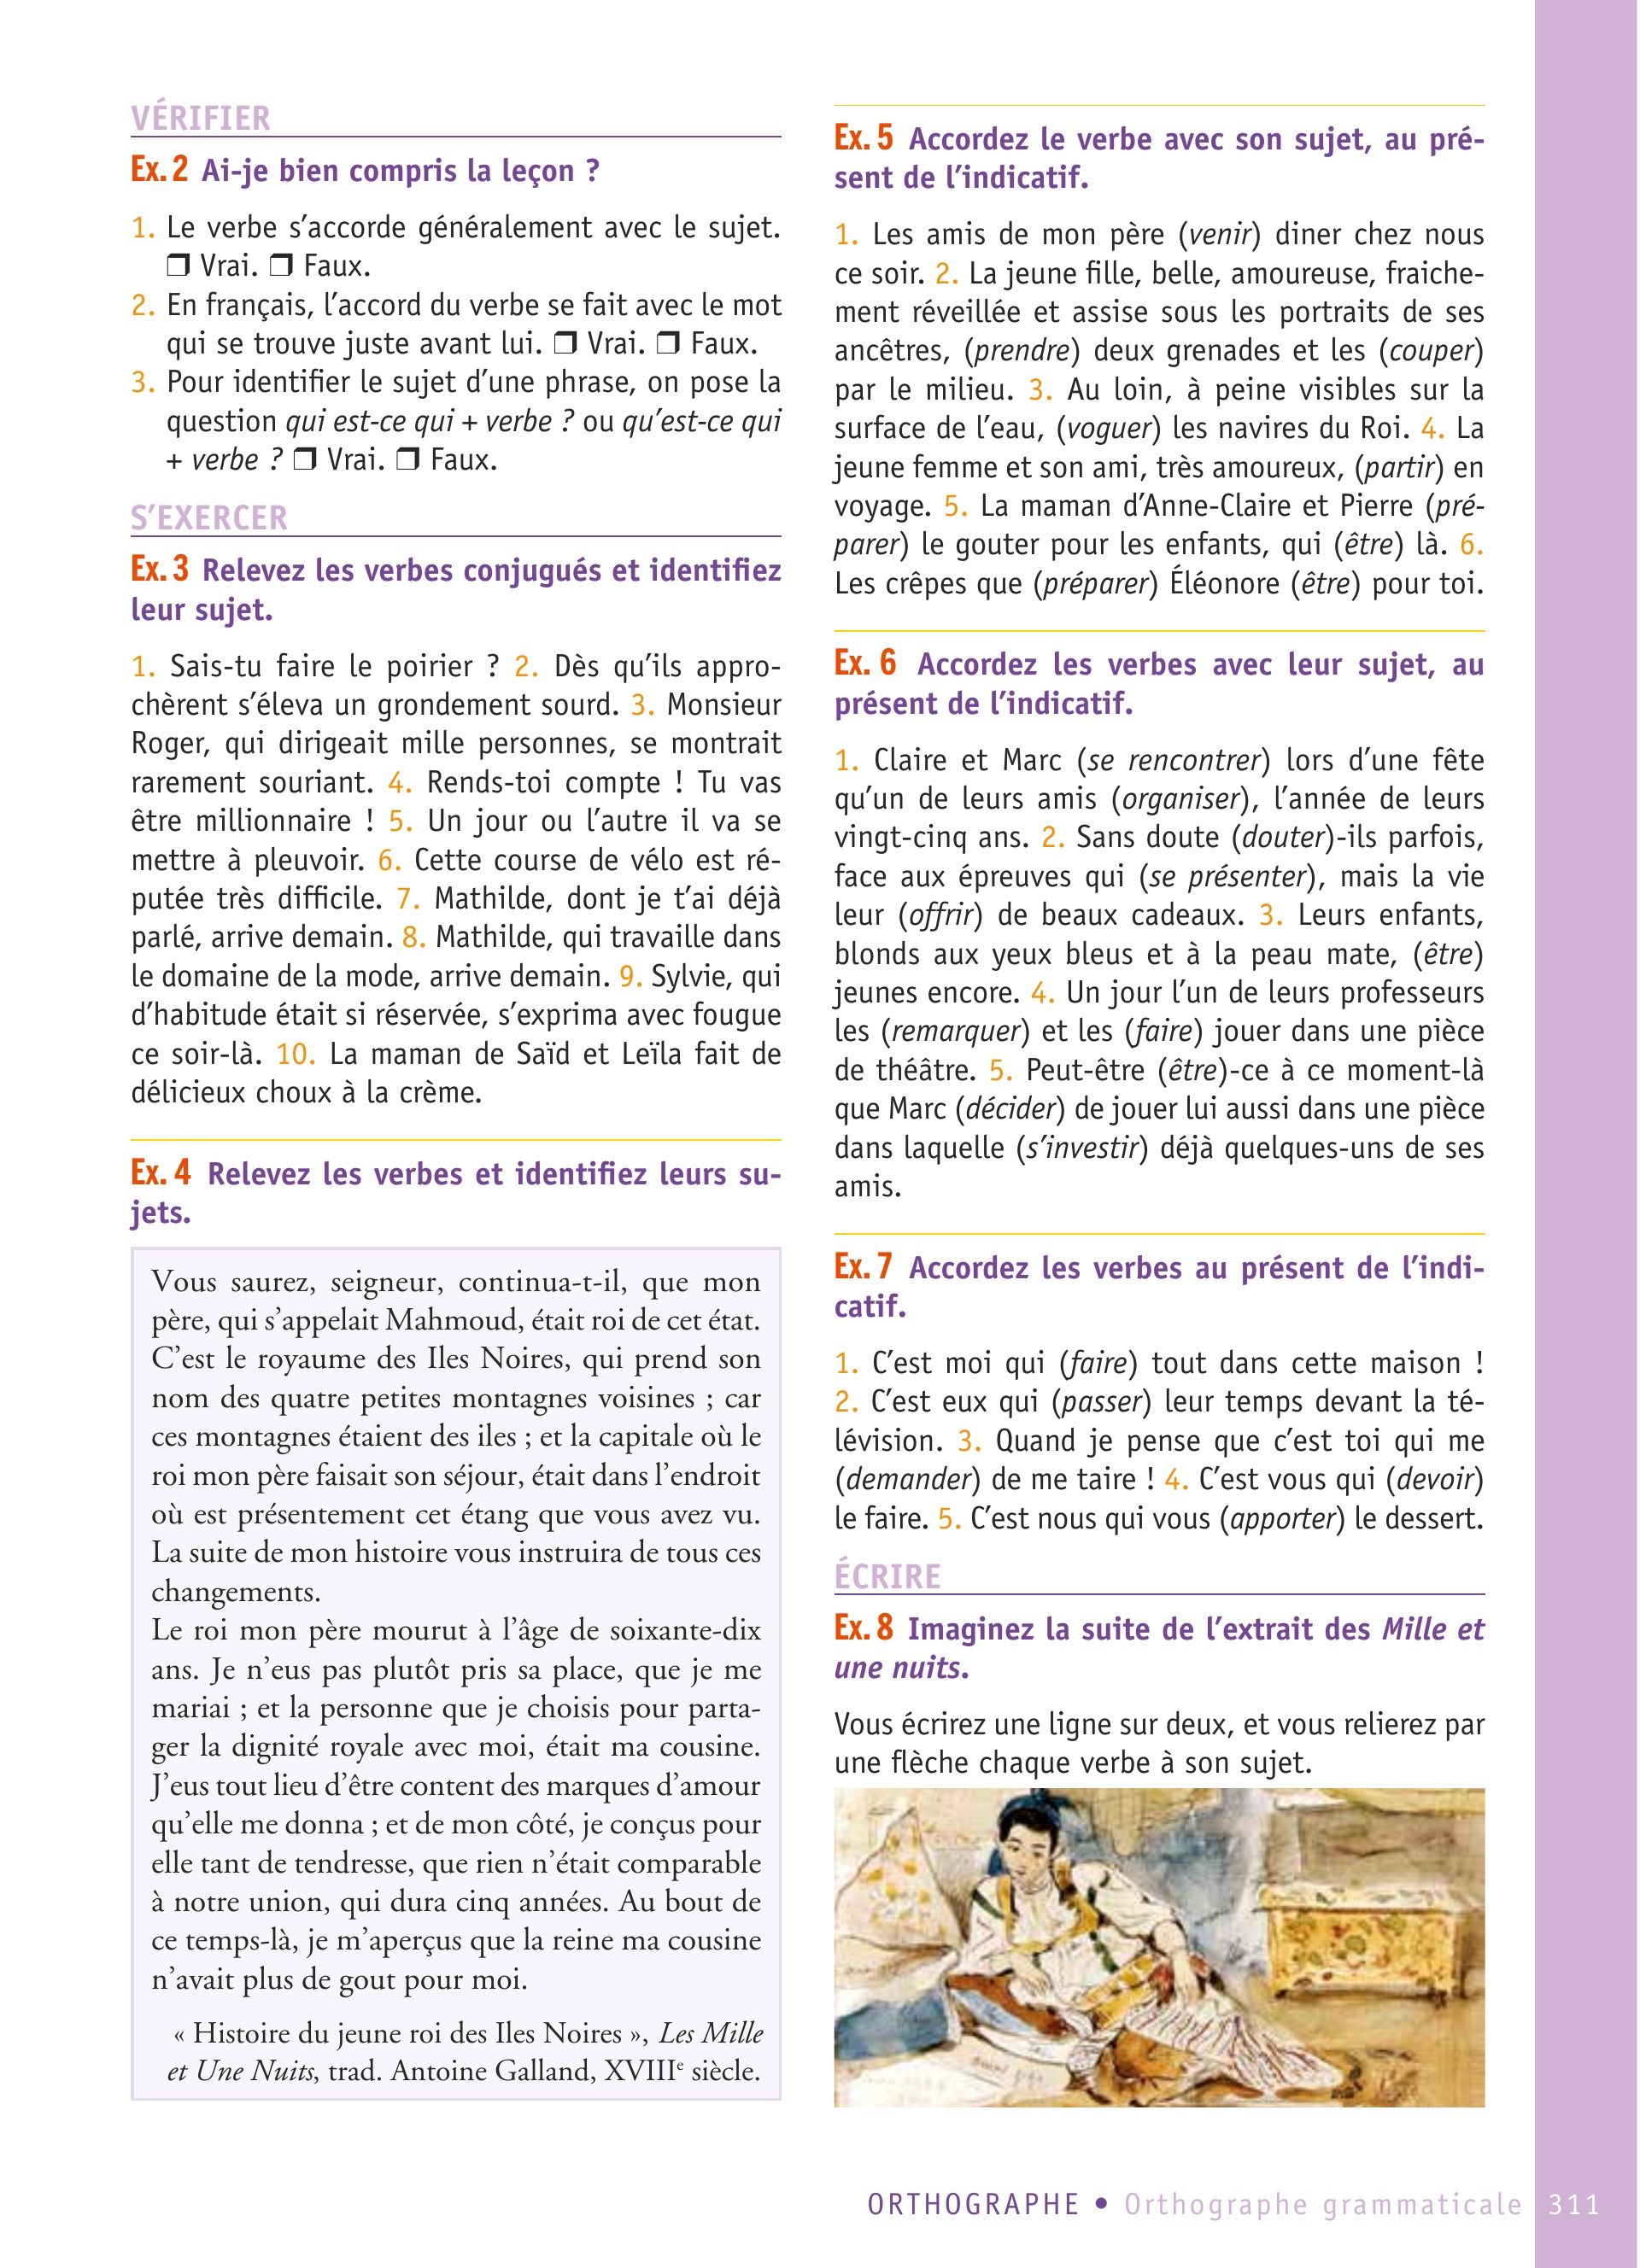 VÉRIFIER
Ex. 2 Ai-je bien compris la leçon ?
1. Le verbe s’accorde généralement avec le sujet.
❒ Vrai. ❒ Faux.
2. En français, l’accord du verbe se fait avec le mot
qui se trouve juste avant lui. ❒ Vrai. ❒ Faux.
3. Pour identifier le sujet d’une phrase, on pose la
question qui est-ce qui + verbe ? ou qu’est-ce qui
+ verbe ? ❒ Vrai. ❒ Faux.
S’EXERCER
Ex. 3 Relevez les verbes conjugués et identifiez
leur sujet.
1. Sais-tu faire le poirier ? 2. Dès qu’ils appro-
chèrent s’éleva un grondement sourd. 3. Monsieur
Roger, qui dirigeait mille personnes, se montrait
rarement souriant. 4. Rends-toi compte ! Tu vas
être millionnaire ! 5. Un jour ou l’autre il va se
mettre à pleuvoir. 6. Cette course de vélo est ré-
putée très difficile. 7. Mathilde, dont je t’ai déjà
parlé, arrive demain. 8. Mathilde, qui travaille dans
le domaine de la mode, arrive demain. 9. Sylvie, qui
d’habitude était si réservée, s’exprima avec fougue
ce soir-là. 10. La maman de Saïd et Leïla fait de
délicieux choux à la crème.
Ex. 4 Relevez les verbes et identifiez leurs su-
jets.
Vous saurez, seigneur, continua-t-il, que mon
père, qui s’appelait Mahmoud, était roi de cet état.
C’est le royaume des Iles Noires, qui prend son
nom des quatre petites montagnes voisines ; car
ces montagnes étaient des iles ; et la capitale où le
roi mon père faisait son séjour, était dans l’endroit
où est présentement cet étang que vous avez vu.
La suite de mon histoire vous instruira de tous ces
changements.
Le roi mon père mourut à l’âge de soixante-dix
ans. Je n’eus pas plutôt pris sa place, que je me
mariai ; et la personne que je choisis pour parta-
ger la dignité royale avec moi, était ma cousine.
J’eus tout lieu d’être content des marques d’amour
qu’elle me donna ; et de mon côté, je conçus pour
elle tant de tendresse, que rien n’était comparable
à notre union, qui dura cinq années. Au bout de
ce temps-là, je m’aperçus que la reine ma cousine
n’avait plus de gout pour moi.
« Histoire du jeune roi des Iles Noires », Les Mille
et Une Nuits, trad. Antoine Galland, XVIIIe siècle.
Ex. 5 Accordez le verbe avec son sujet, au pré-
sent de l’indicatif.
1. Les amis de mon père (venir) diner chez nous
ce soir. 2. La jeune fille, belle, amoureuse, fraiche-
ment réveillée et assise sous les portraits de ses
ancêtres, (prendre) deux grenades et les (couper)
par le milieu. 3. Au loin, à peine visibles sur la
surface de l’eau, (voguer) les navires du Roi. 4. La
jeune femme et son ami, très amoureux, (partir) en
voyage. 5. La maman d’Anne-Claire et Pierre (pré-
parer) le gouter pour les enfants, qui (être) là. 6.
Les crêpes que (préparer) Éléonore (être) pour toi.
Ex. 6 Accordez les verbes avec leur sujet, au
présent de l’indicatif.
1. Claire et Marc (se rencontrer) lors d’une fête
qu’un de leurs amis (organiser), l’année de leurs
vingt-cinq ans. 2. Sans doute (douter)-ils parfois,
face aux épreuves qui (se présenter), mais la vie
leur (offrir) de beaux cadeaux. 3. Leurs enfants,
blonds aux yeux bleus et à la peau mate, (être)
jeunes encore. 4. Un jour l’un de leurs professeurs
les (remarquer) et les (faire) jouer dans une pièce
de théâtre. 5. Peut-être (être)-ce à ce moment-là
que Marc (décider) de jouer lui aussi dans une pièce
dans laquelle (s’investir) déjà quelques-uns de ses
amis.
Ex. 7 Accordez les verbes au présent de l’indi-
catif.
1. C’est moi qui (faire) tout dans cette maison !
2. C’est eux qui (passer) leur temps devant la té-
lévision. 3. Quand je pense que c’est toi qui me
(demander) de me taire ! 4. C’est vous qui (devoir)
le faire. 5. C’est nous qui vous (apporter) le dessert.
ÉCRIRE
Ex. 8 Imaginez la suite de l’extrait des Mille et
une nuits.
Vous écrirez une ligne sur deux, et vous relierez par
une flèche chaque verbe à son sujet.
ORTHOGRAPHE • Orthographe grammaticale 311